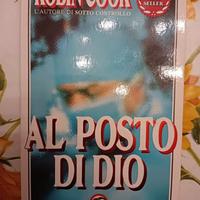 ROBIN COOK
L'AUTORE DI SOTTO CONTROLLO
SELLER
AL POSTO
DI DIO